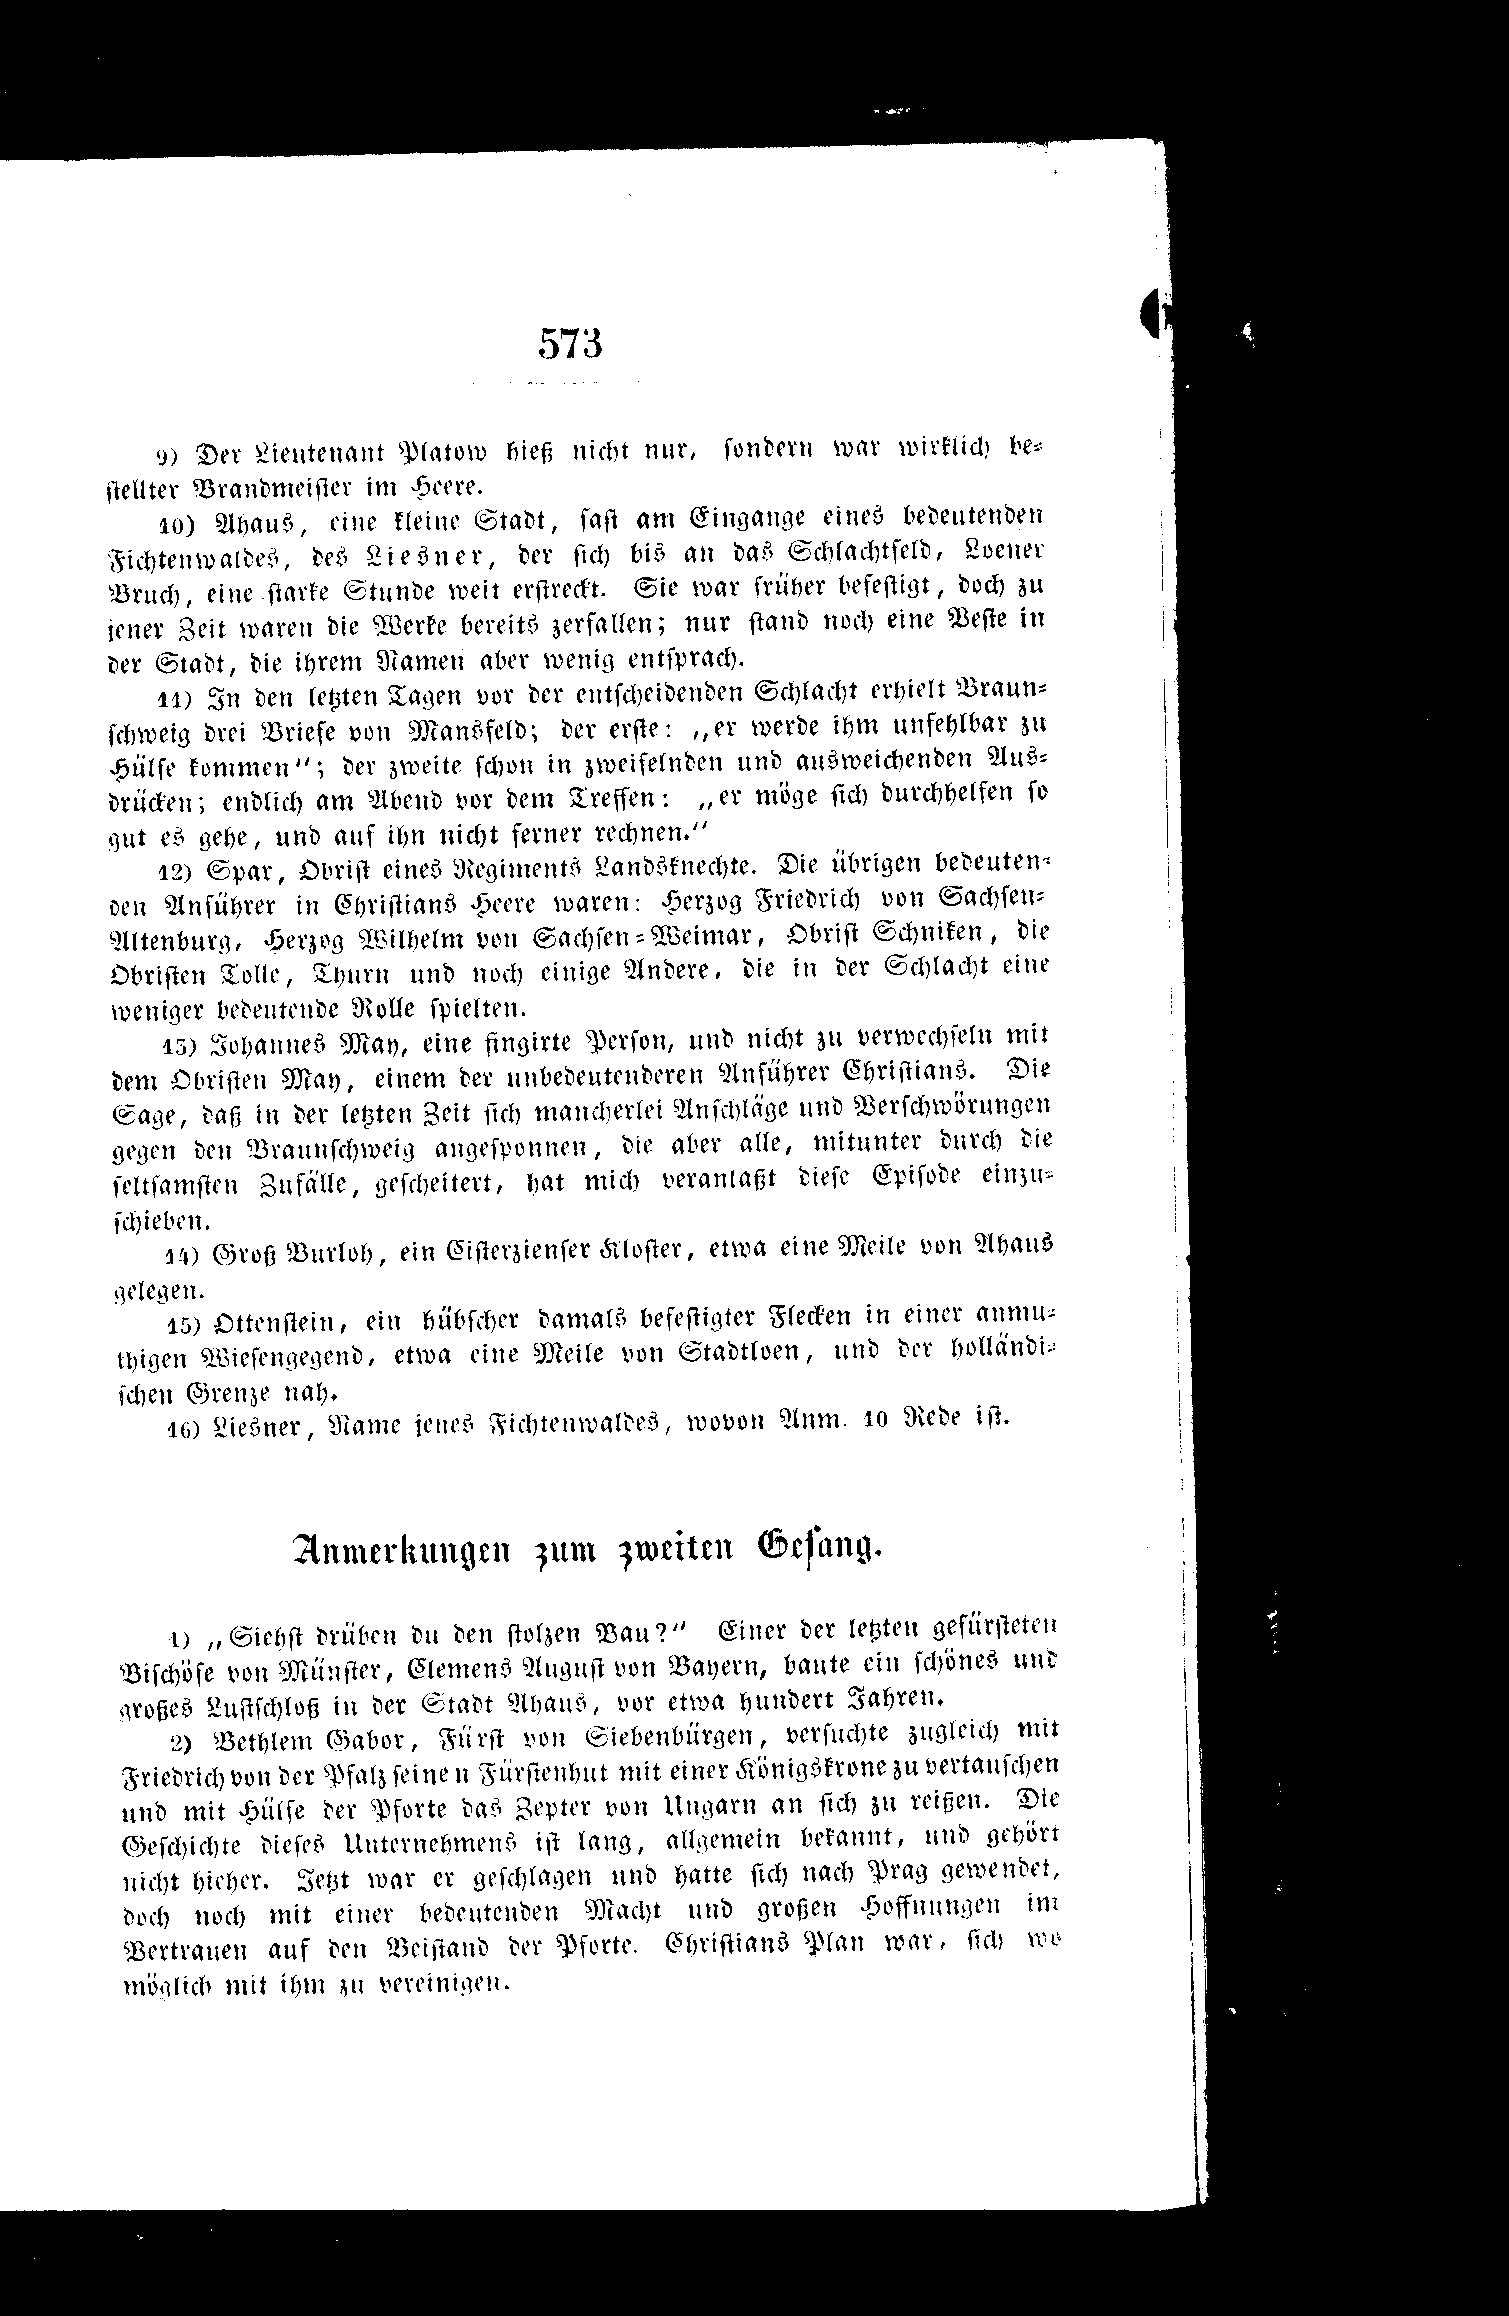 573
9) Der Lieutenant Platow hieß nicht nur, sondern war wirklich be-
stellter Brandmeister im Heere.
10) Ahaus, eine kleine Stadt, fast am Eingange eines bedeutenden
Fichtenwaldes, des Liesner, der sich bis an das Schlachtfeld, Loener
Bruch, eine starke Stunde weit erstreckt. Sie war früher befestigt, doch zu
jener Zeit waren die Werke bereits zerfallen; nur stand noch eine Veste in
der Stadt, die ihrem Namen aber wenig entsprach.
11) In den letzten Tagen vor der entscheidenden Schlacht erhielt Braun-
schweig drei Briefe von Mansfeld; der erste: „er werde ihm unfehlbar zu
Hülfe kommen“; der zweite schon in zweifelnden und ausweichenden Aus-
drücken; endlich am Abend vor dem Treffen: „er möge sich durchhelfen so
gut es gehe, und auf ihn nicht ferner rechnen.“
12) Spar, Obrist eines Regiments Landsknechte. Die übrigen bedeuten-
den Anführer in Christians Heere waren: Herzog Friedrich von Sachsen-
Altenburg, Herzog Wilhelm von Sachsen-Weimar, Obrist Schniken, die
Obristen Tolle, Thurn und noch einige Andere, die in der Schlacht eine
weniger bedeutende Rolle spielten.
13) Johannes May, eine fingirte Person, und nicht zu verwechseln mit
dem Obristen May, einem der unbedeutenderen Anführer Christians. Die
Sage, daß in der letzten Zeit sich mancherlei Anschläge und Verschwörungen
gegen den Braunschweig angesponnen, die aber alle, mitunter durch die
seltsamsten Zufälle, gescheitert, hat mich veranlaßt diese Episode einzu-
schieben.
14) Groß Burloh, ein Cisterzienser Kloster, etwa eine Meile von Ahaus
gelegen.
15) Ottenstein, ein hübscher damals befestigter Flecken in einer anmu-
thigen Wiesengegend, etwa eine Meile von Stadtloen, und der holländi-
schen Grenze nah.
16) Liesner, Name jenes Fichtenwaldes, wovon Anm. 10 Rede ist.
Anmerkungen zum zweiten Gesang.
1) „Siehst drüben du den stolzen Bau?“ Einer der letzten gefürsteten
Bischöfe von Münster, Clemens August von Bayern, baute ein schönes und
großes Lustschloß in der Stadt Ahaus, vor etwa hundert Jahren.
2) Bethlem Gabor, Fürst von Siebenbürgen, versuchte zugleich mit
Friedrich von der Pfalz seinen Fürstenhut mit einer Königskrone zu vertauschen
und mit Hülfe der Pforte das Zepter von Ungarn an sich zu reißen. Die
Geschichte dieses Unternehmens ist lang, allgemein bekannt, und gehört
nicht hieher. Jetzt war er geschlagen und hatte sich nach Prag gewendet,
doch noch mit einer bedeutenden Macht und großen Hoffnungen im
Vertrauen auf den Beistand der Pforte. Christians Plan war, sich wo
möglich mit ihm zu vereinigen.